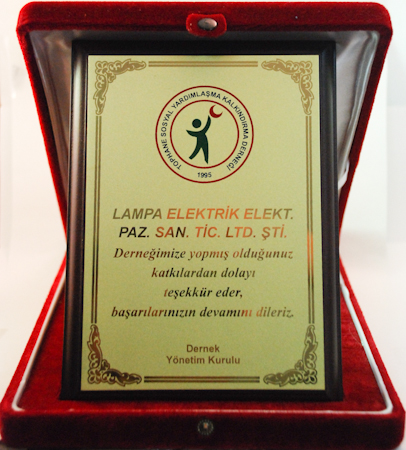 TOPHANE SOSYAL YARDIMLAŞMA KALKINDIRMA DERNEĞİ
1995
LAMPA ELEKTRİK ELEKT.
PAZ. SAN. TİC. LTD. ŞTİ.
Derneğimize yopmış olduğunuz
katkılardan dolayı
teşekkür eder,
başarılarınızın devamını dileriz.
Dernek
Yönetim Kurulu